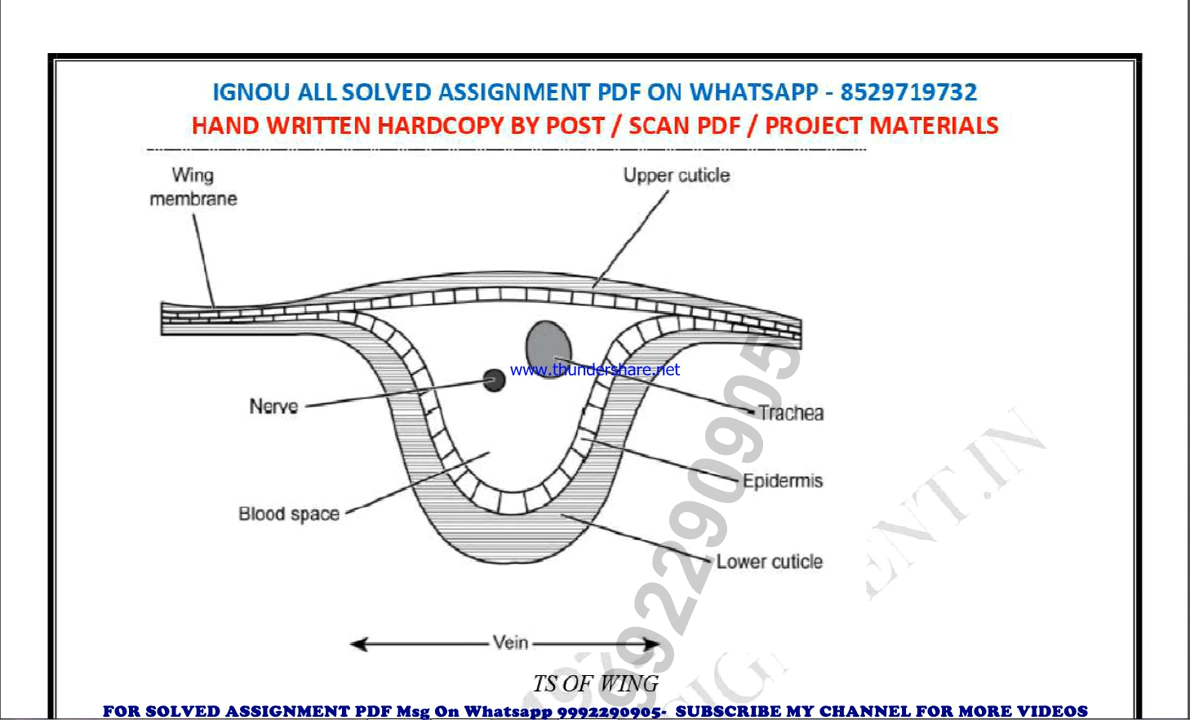 IGNOU ALL SOLVED ASSIGNMENT PDF ON WHATSAPP - 8529719732
HAND WRITTEN HARDCOPY BY POST / SCAN PDF / PROJECT MATERIALS
Wing
membrane
Upper cuticle
www.thundershare.net
Nerve
Trachea
Epidermis
Blood space
Lower cuticle
Vein
TS OF WING
9992290905
FOR SOLVED ASSIGNMENT PDF Msg On Whatsapp 9992290905- SUBSCRIBE MY CHANNEL FOR MORE VIDEOS